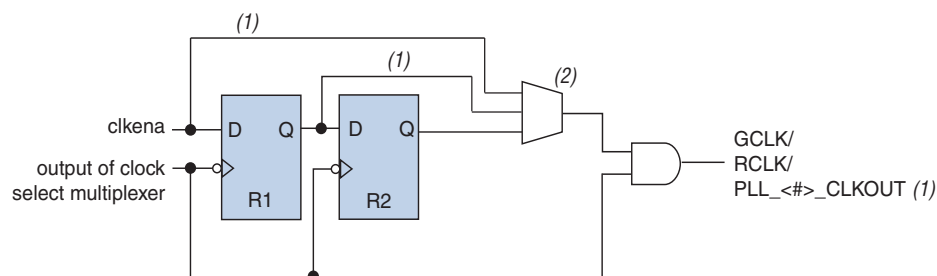 (1)
(1)
(2)
clkena
D
Q
D
Q
output of clock
select multiplexer
R1
R2
GCLK/
RCLK/
PLL_<#>_CLKOUT (1)